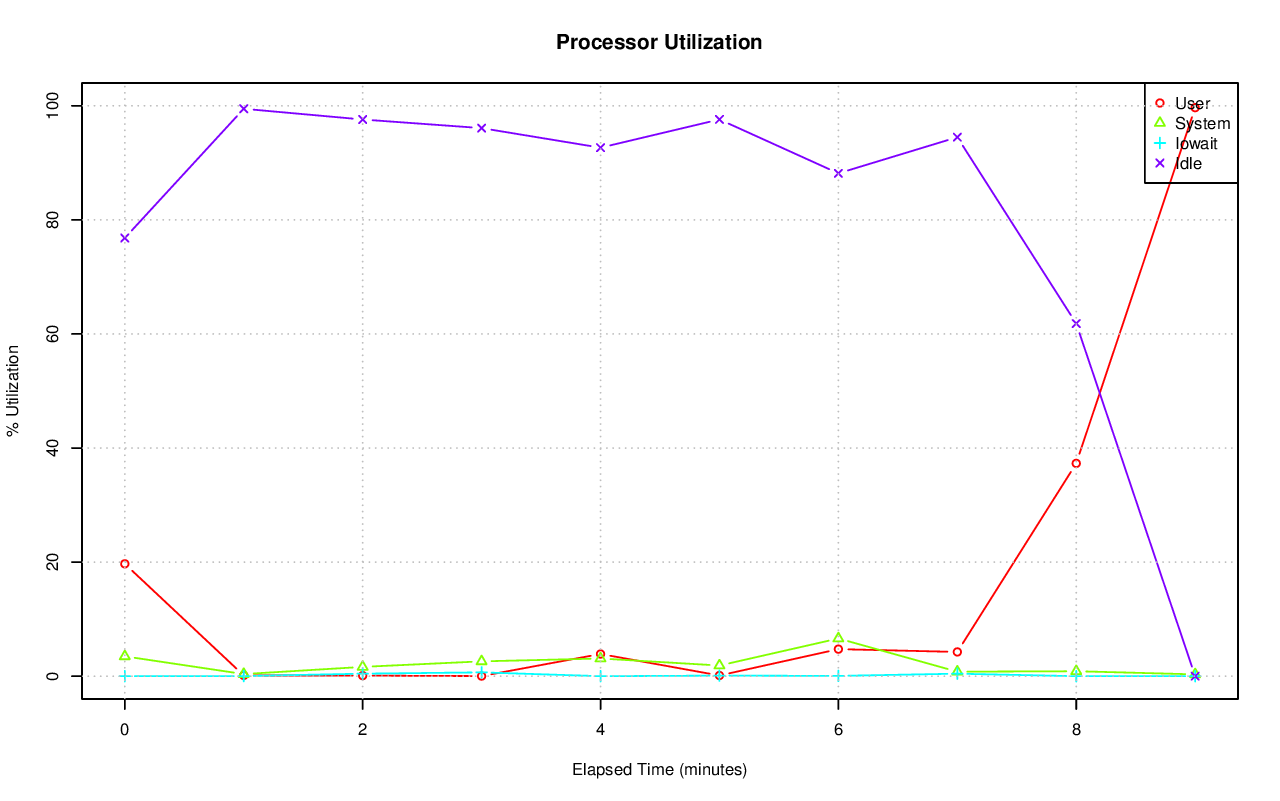 Processor Utilization
% Utilization
100
80
60
40
20
0
User
System
Iowait
Idle
0 2 4 6 8
Elapsed Time (minutes)